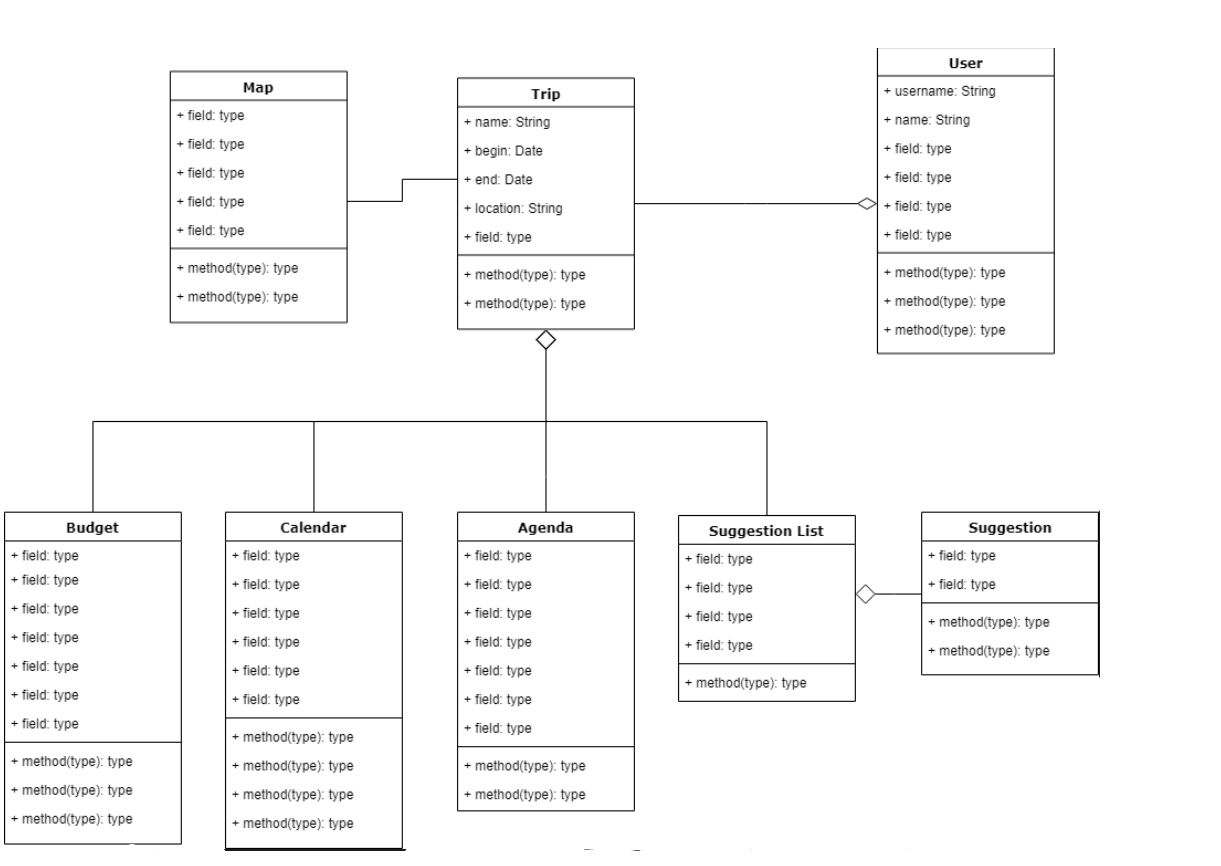 Map
+ field: type
+ field: type
+ field: type
+ field: type
+ field: type
+ method(type): type
+ method(type): type
Trip
+ name: String
+ begin: Date
+ end: Date
+ location: String
+ field: type
+ method(type): type
+ method(type): type
User
+ username: String
+ name: String
+ field: type
+ field: type
+ field: type
+ field: type
+ method(type): type
+ method(type): type
+ method(type): type
Budget
+ field: type
+ field: type
+ field: type
+ field: type
+ field: type
+ field: type
+ field: type
+ method(type): type
+ method(type): type
+ method(type): type
Calendar
+ field: type
+ field: type
+ field: type
+ field: type
+ field: type
+ field: type
+ method(type): type
+ method(type): type
+ method(type): type
+ method(type): type
Agenda
+ field: type
+ field: type
+ field: type
+ field: type
+ field: type
+ field: type
+ field: type
+ method(type): type
+ method(type): type
Suggestion List
+ field: type
+ field: type
+ field: type
+ field: type
+ method(type): type
Suggestion
+ field: type
+ field: type
+ method(type): type
+ method(type): type